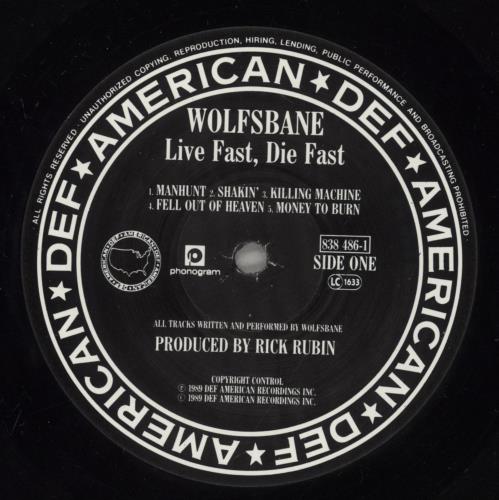 ALL RIGHTS RESERVED · UNAUTHORIZED COPYING, REPRODUCTION, HIRING, LENDING, PUBLIC PERFORMANCE AND BROADCASTING PROHIBITED
DEF ★ AMERICAN ★ DEF ★ AMERICAN ★ DEF ★ AMERICAN ★
WOLFSBANE
Live Fast, Die Fast
1. MANHUNT 2. SHAKIN' 3. KILLING MACHINE
4. FELL OUT OF HEAVEN 5. MONEY TO BURN
838 486-1
SIDE ONE
LC 1633
phonogram
ALL TRACKS WRITTEN AND PERFORMED BY WOLFSBANE
PRODUCED BY RICK RUBIN
COPYRIGHT CONTROL
℗ 1989 DEF AMERICAN RECORDINGS INC.
© 1989 DEF AMERICAN RECORDINGS INC.